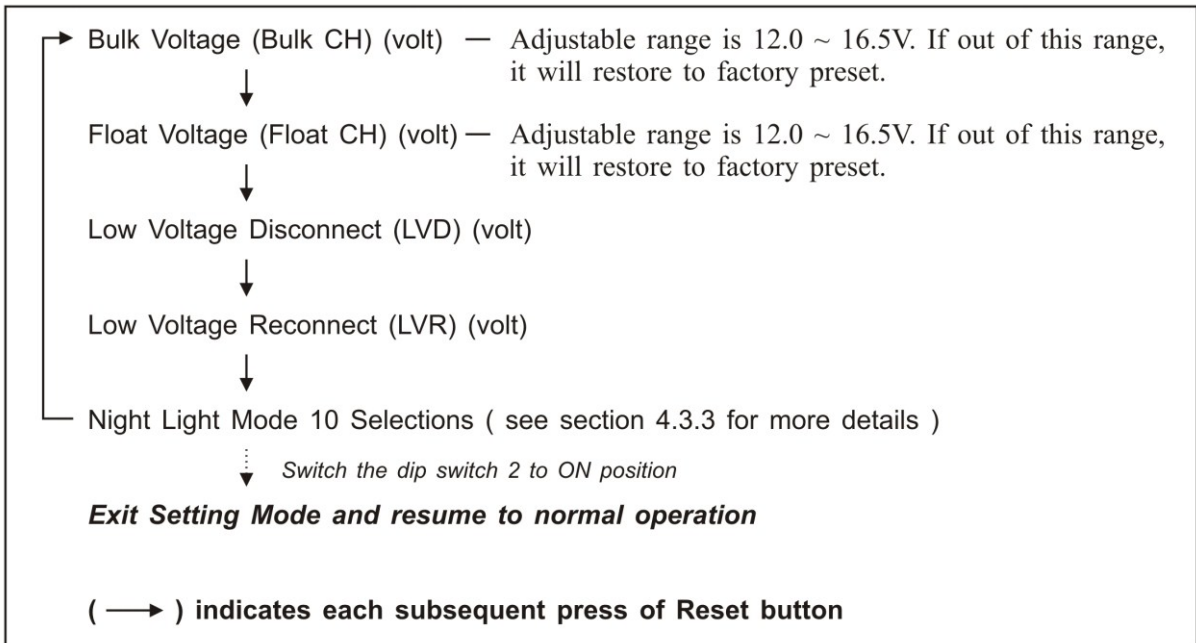 Bulk Voltage (Bulk CH) (volt) — Adjustable range is 12.0 ~ 16.5V. If out of this range,
it will restore to factory preset.
Float Voltage (Float CH) (volt) — Adjustable range is 12.0 ~ 16.5V. If out of this range,
it will restore to factory preset.
Low Voltage Disconnect (LVD) (volt)
Low Voltage Reconnect (LVR) (volt)
Night Light Mode 10 Selections ( see section 4.3.3 for more details )
Switch the dip switch 2 to ON position
Exit Setting Mode and resume to normal operation
( ⟶ ) indicates each subsequent press of Reset button